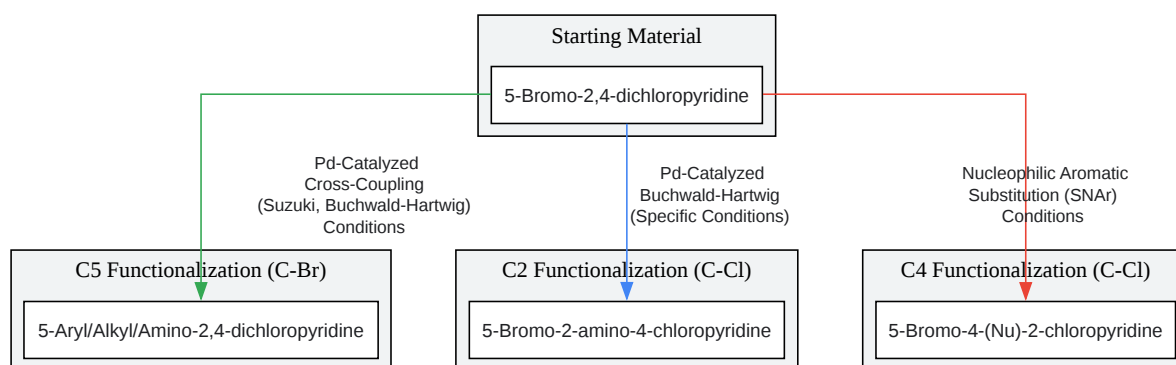 Starting Material
5-Bromo-2,4-dichloropyridine
Pd-Catalyzed
Cross-Coupling
(Suzuki, Buchwald-Hartwig)
Conditions
Pd-Catalyzed
Buchwald-Hartwig
(Specific Conditions)
Nucleophilic Aromatic
Substitution (SNAr)
Conditions
C5 Functionalization (C-Br)
5-Aryl/Alkyl/Amino-2,4-dichloropyridine
C2 Functionalization (C-Cl)
5-Bromo-2-amino-4-chloropyridine
C4 Functionalization (C-Cl)
5-Bromo-4-(Nu)-2-chloropyridine